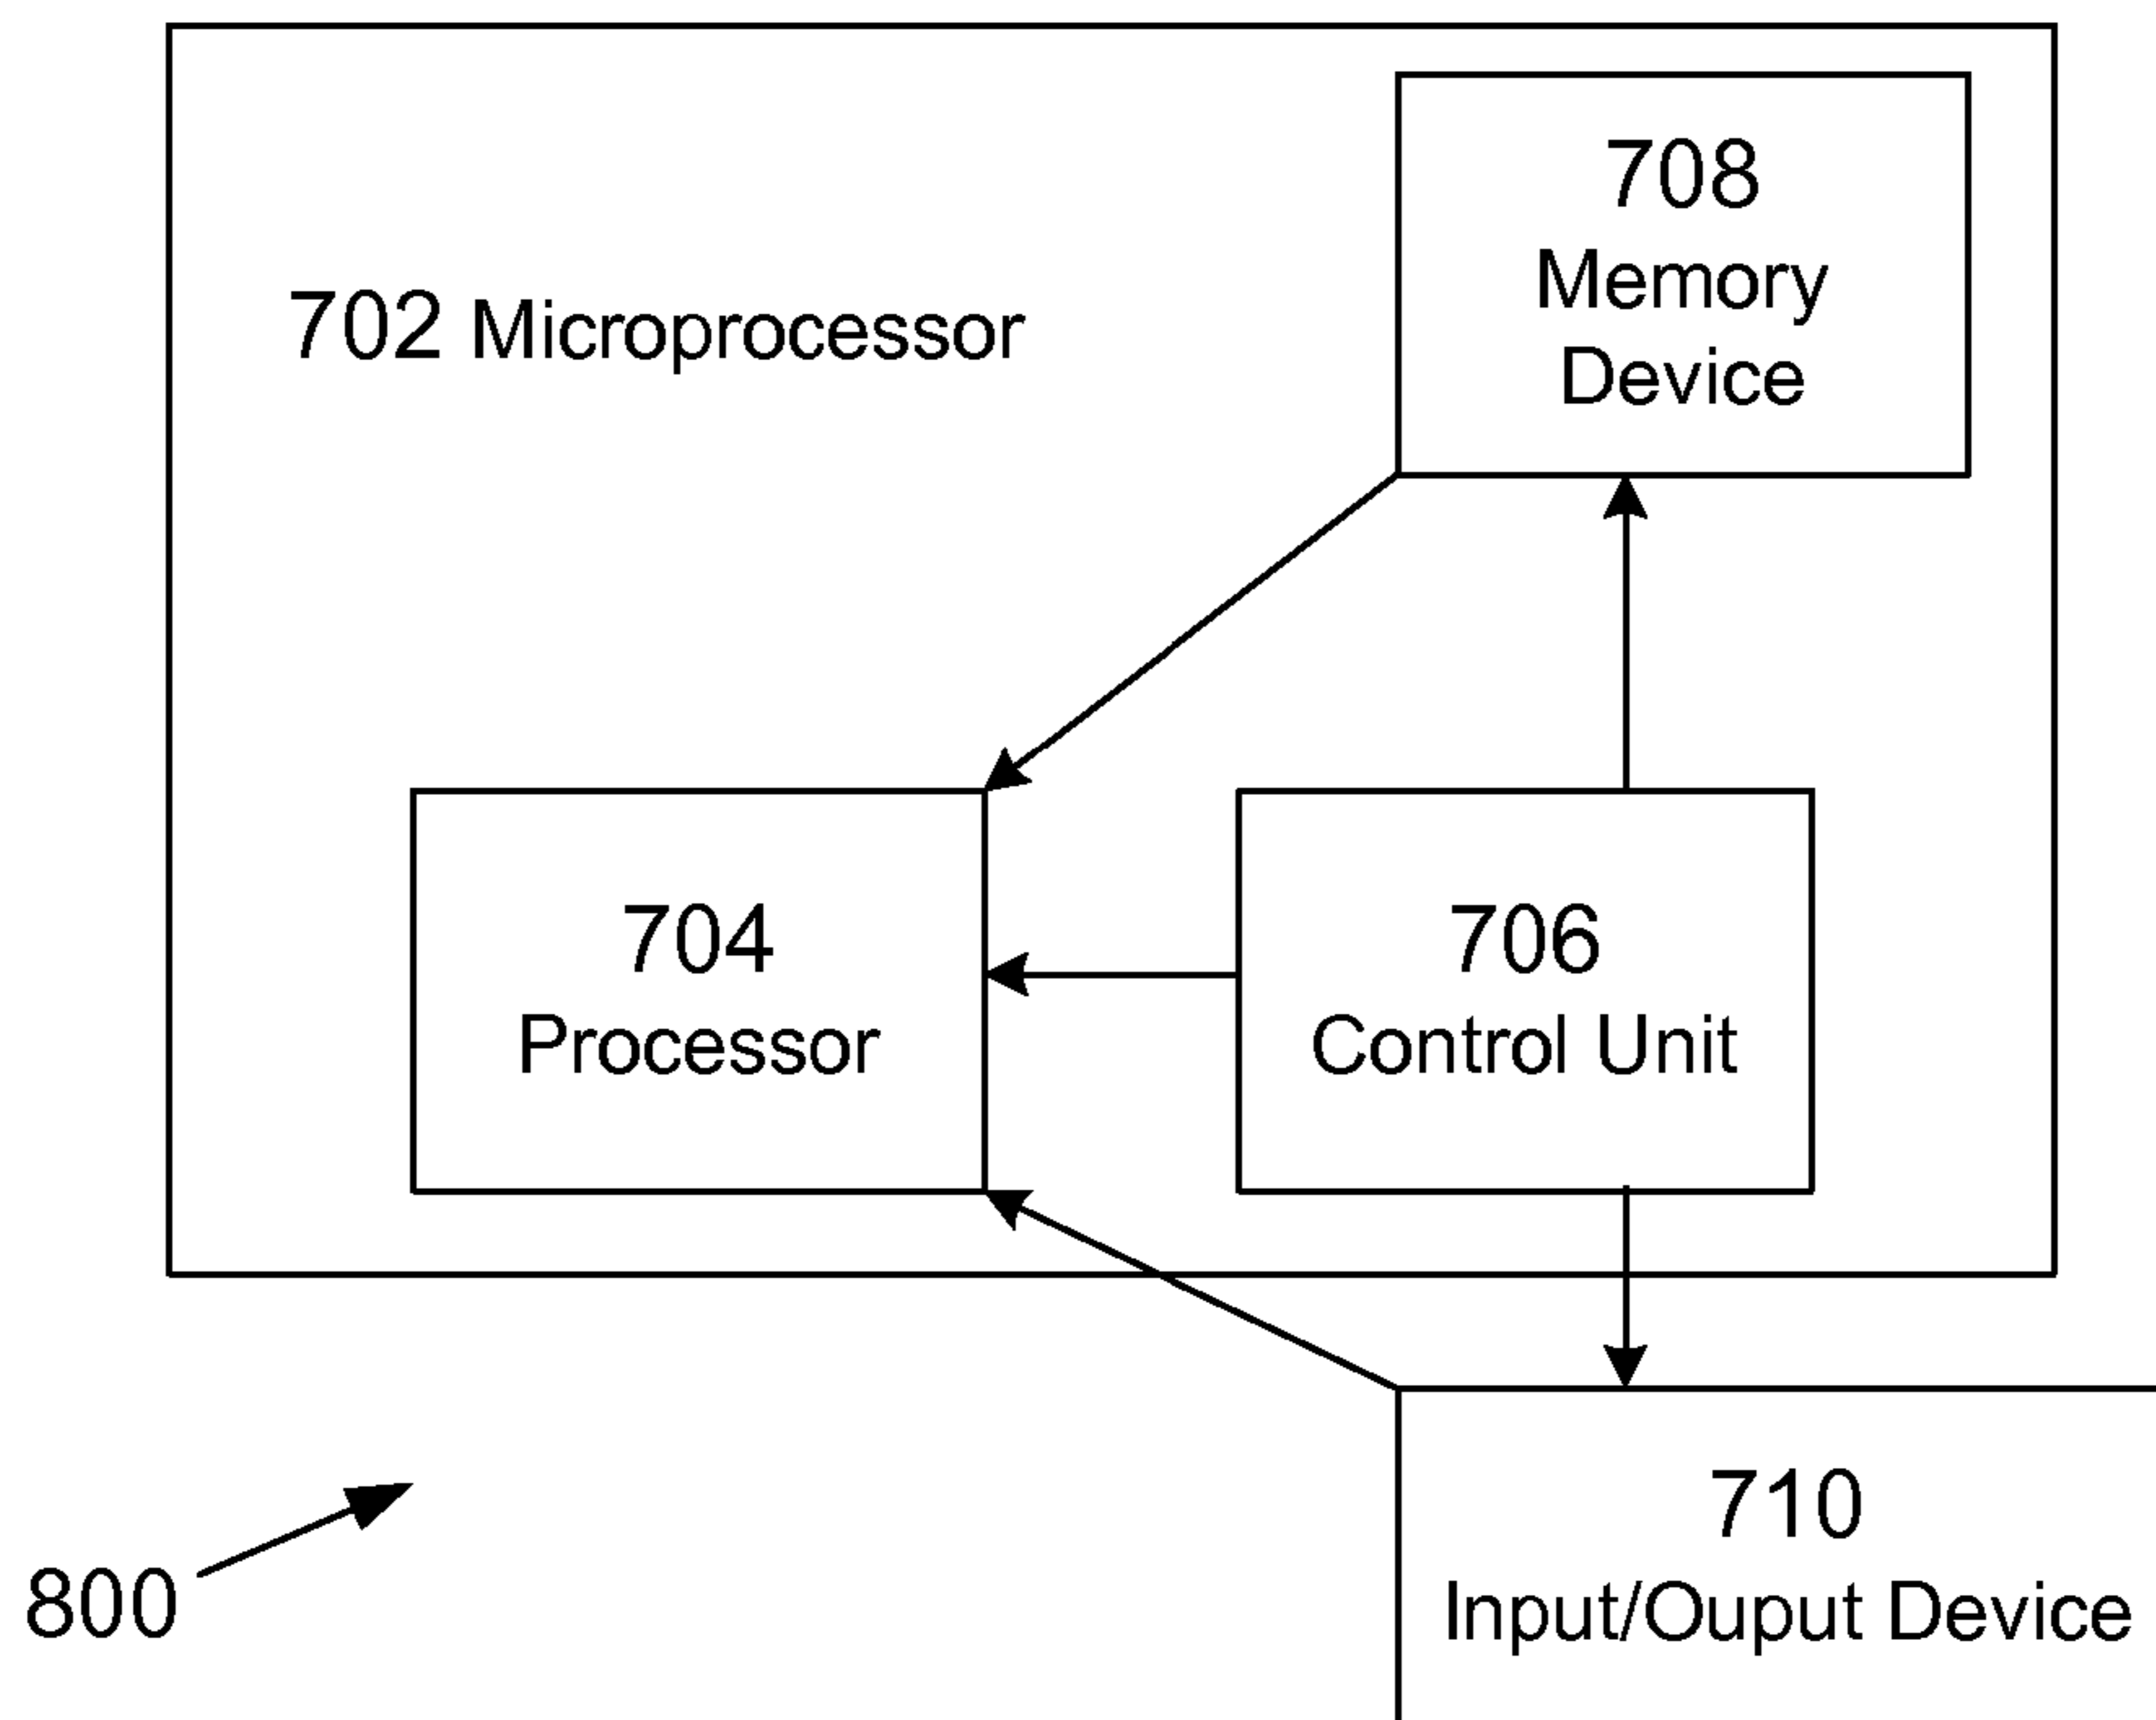 708
Memory
Device
702 Microprocessor
704
Processor
706
Control Unit
710
Input/Ouput Device
800